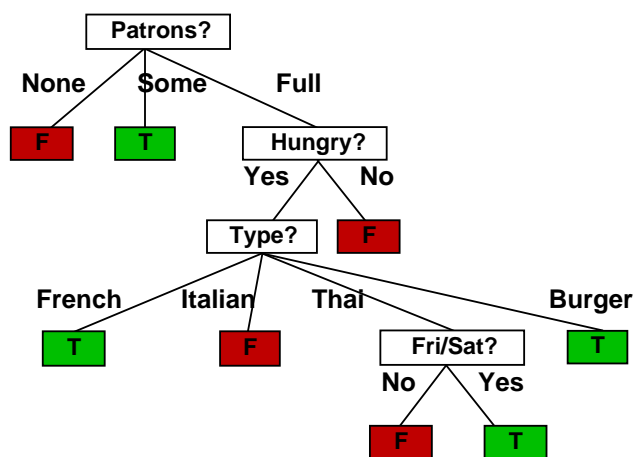 Patrons?
None Some Full
F T Hungry?
Yes No
Type? F
French Italian Thai Burger
T F Fri/Sat? T
No Yes
F T